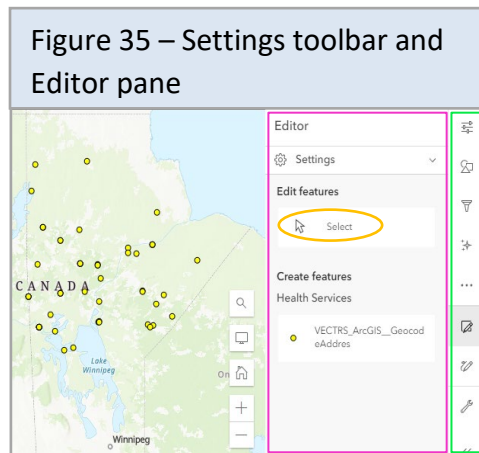 Figure 35 – Settings toolbar and
Editor pane
Editor
Settings
Edit features
Select
Create features
Health Services
VECTRS_ArcGIS__Geocod
eAddres
CANADA
Lake
Winnipeg
On
Winnipeg